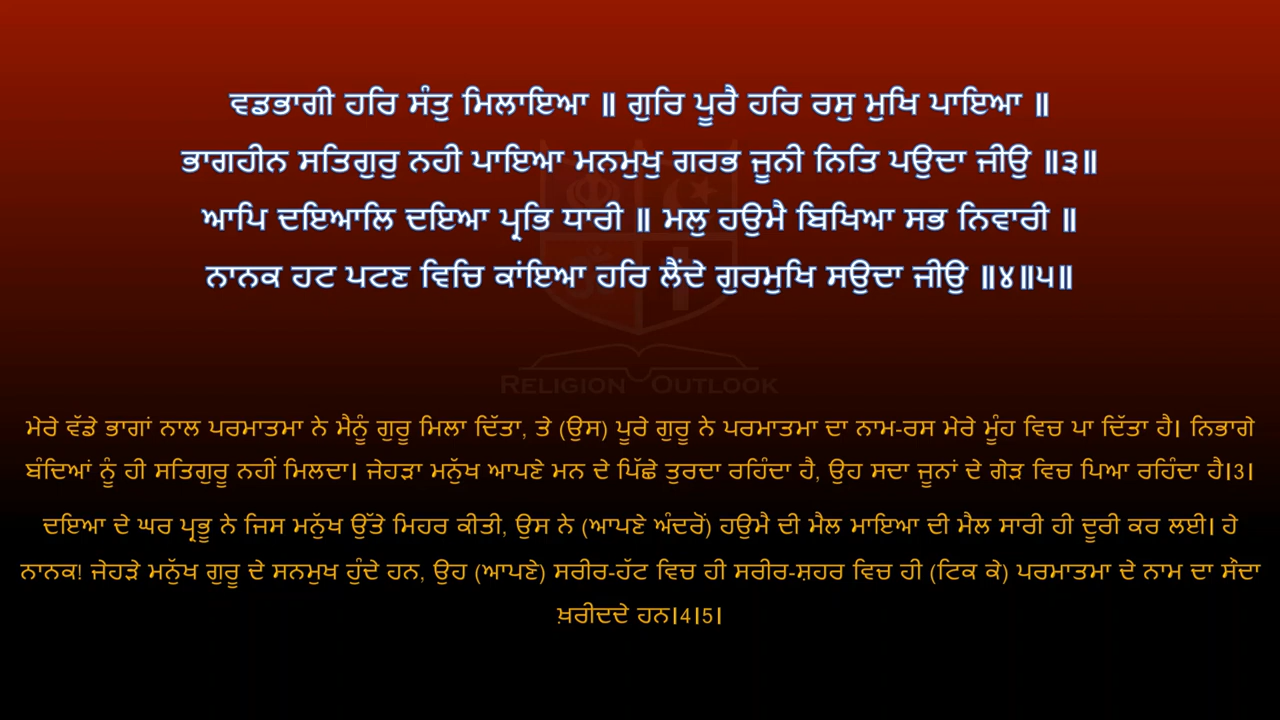 ਵਡਭਾਗੀ ਹਰਿ ਸੰਤੁ ਮਿਲਾਇਆ ॥ ਗੁਰਿ ਪੂਰੈ ਹਰਿ ਰਸੁ ਮੁਖਿ ਪਾਇਆ ॥
ਭਾਗਹੀਨ ਸਤਿਗੁਰੁ ਨਹੀ ਪਾਇਆ ਮਨਮੁਖੁ ਗਰਭ ਜੂਨੀ ਨਿਤਿ ਪਉਦਾ ਜੀਉ ॥੩॥
ਆਪਿ ਦਇਆਲਿ ਦਇਆ ਪ੍ਰਭਿ ਧਾਰੀ ॥ ਮਲੁ ਹਉਮੈ ਬਿਖਿਆ ਸਭ ਨਿਵਾਰੀ ॥
ਨਾਨਕ ਹਟ ਪਟਣ ਵਿਚਿ ਕਾਂਇਆ ਹਰਿ ਲੈਂਦੇ ਗੁਰਮੁਖਿ ਸਉਦਾ ਜੀਉ ॥੪॥੫॥
RELIGION OUTLOOK
ਮੇਰੇ ਵੱਡੇ ਭਾਗਾਂ ਨਾਲ ਪਰਮਾਤਮਾ ਨੇ ਮੈਨੂੰ ਗੁਰੂ ਮਿਲਾ ਦਿੱਤਾ, ਤੇ (ਉਸ) ਪੂਰੇ ਗੁਰੂ ਨੇ ਪਰਮਾਤਮਾ ਦਾ ਨਾਮ-ਰਸ ਮੇਰੇ ਮੂੰਹ ਵਿਚ ਪਾ ਦਿੱਤਾ ਹੈ। ਨਿਭਾਗੇ
ਬੰਦਿਆਂ ਨੂੰ ਹੀ ਸਤਿਗੁਰੂ ਨਹੀਂ ਮਿਲਦਾ। ਜੇਹੜਾ ਮਨੁੱਖ ਆਪਣੇ ਮਨ ਦੇ ਪਿੱਛੇ ਤੁਰਦਾ ਰਹਿੰਦਾ ਹੈ, ਉਹ ਸਦਾ ਜੂਨਾਂ ਦੇ ਗੇੜ ਵਿਚ ਪਿਆ ਰਹਿੰਦਾ ਹੈ।3।
ਦਇਆ ਦੇ ਘਰ ਪ੍ਰਭੂ ਨੇ ਜਿਸ ਮਨੁੱਖ ਉੱਤੇ ਮਿਹਰ ਕੀਤੀ, ਉਸ ਨੇ (ਆਪਣੇ ਅੰਦਰੋਂ) ਹਉਮੈ ਦੀ ਮੈਲ ਮਾਇਆ ਦੀ ਮੈਲ ਸਾਰੀ ਹੀ ਦੂਰੀ ਕਰ ਲਈ। ਹੇ
ਨਾਨਕ! ਜੇਹੜੇ ਮਨੁੱਖ ਗੁਰੂ ਦੇ ਸਨਮੁਖ ਹੁੰਦੇ ਹਨ, ਉਹ (ਆਪਣੇ) ਸਰੀਰ-ਹੱਟ ਵਿਚ ਹੀ ਸਰੀਰ-ਸ਼ਹਰ ਵਿਚ ਹੀ (ਟਿਕ ਕੇ) ਪਰਮਾਤਮਾ ਦੇ ਨਾਮ ਦਾ ਸੌਦਾ
ਖ਼ਰੀਦਦੇ ਹਨ।4।5।